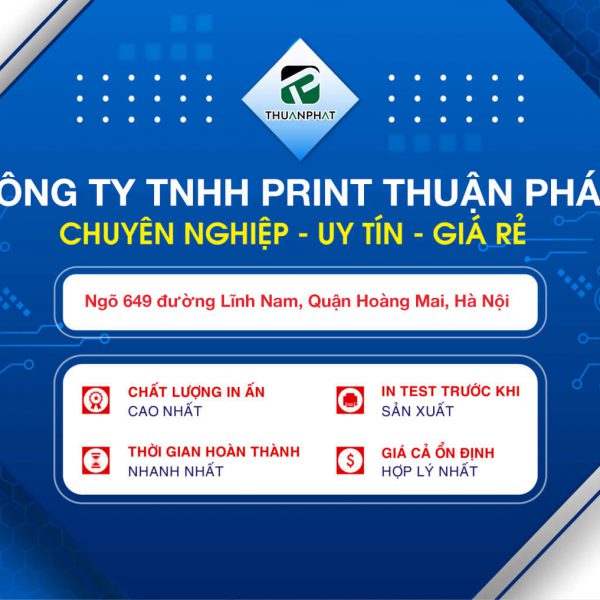 THUANPHAT
ÔNG TY TNHH PRINT THUẬN PHÁ
CHUYÊN NGHIỆP - UY TÍN - GIÁ RẺ
Ngõ 649 đường Lĩnh Nam, Quận Hoàng Mai, Hà Nội
CHẤT LƯỢNG IN ẤN
CAO NHẤT
IN TEST TRƯỚC KHI
SẢN XUẤT
THỜI GIAN HOÀN THÀNH
NHANH NHẤT
GIÁ CẢ ỔN ĐỊNH
HỢP LÝ NHẤT